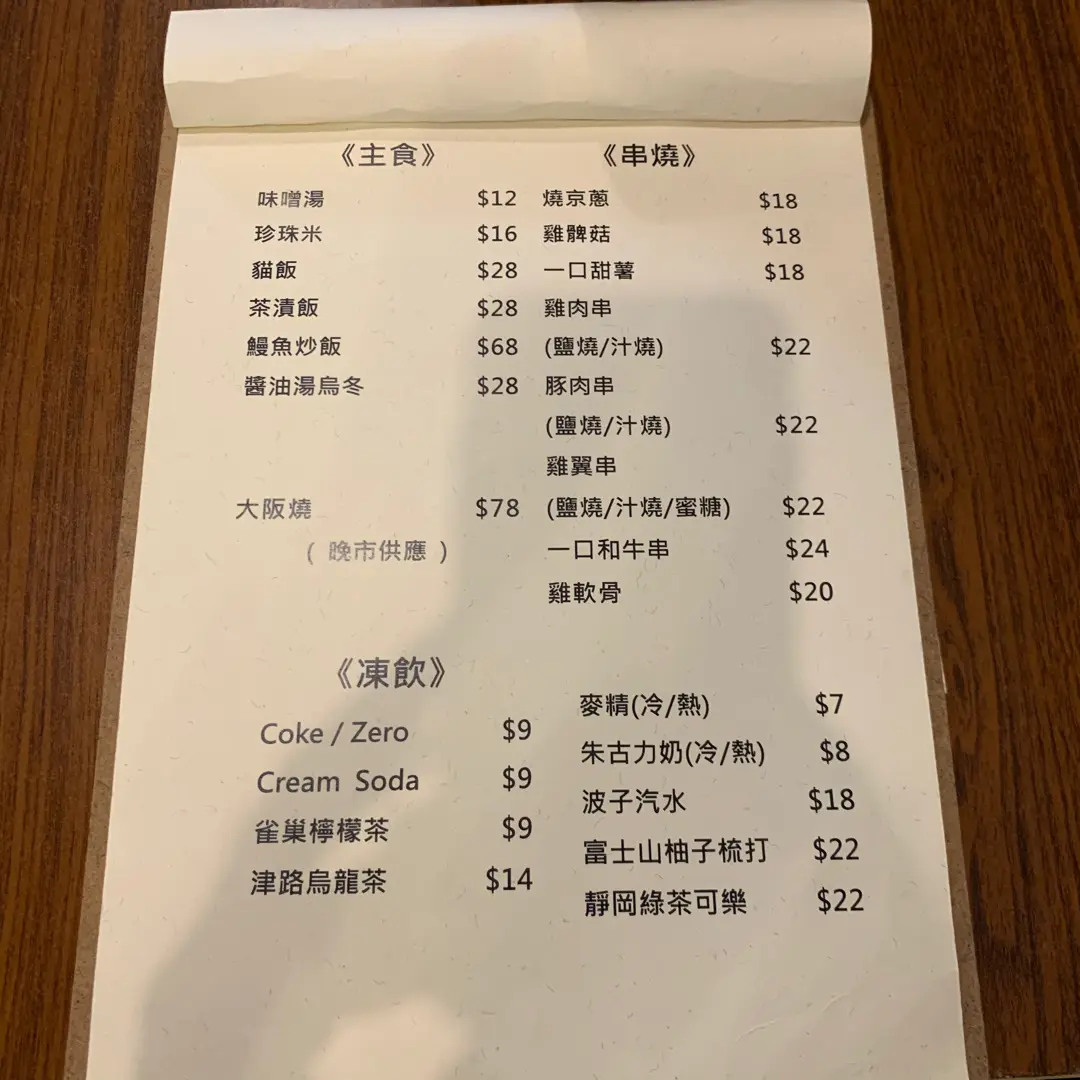 《主食》
味噌湯 $12
珍珠米 $16
貓飯 $28
茶漬飯 $28
鰻魚炒飯 $68
醬油湯烏冬 $28
大阪燒 $78
( 晚市供應 )
《串燒》
燒京蔥 $18
雞髀菇 $18
一口甜薯 $18
雞肉串
(鹽燒/汁燒) $22
豚肉串
(鹽燒/汁燒) $22
雞翼串
(鹽燒/汁燒/蜜糖) $22
一口和牛串 $24
雞軟骨 $20
《凍飲》
Coke / Zero $9
Cream Soda $9
雀巢檸檬茶 $9
津路烏龍茶 $14
麥精(冷/熱) $7
朱古力奶(冷/熱) $8
波子汽水 $18
富士山柚子梳打 $22
靜岡綠茶可樂 $22